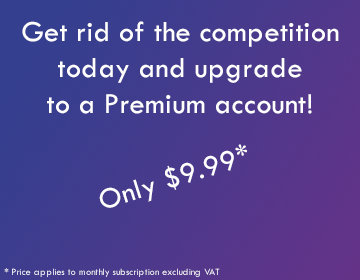 Get rid of the competition
today and upgrade
to a Premium account!
Only $9.99*
* Price applies to monthly subscription excluding VAT